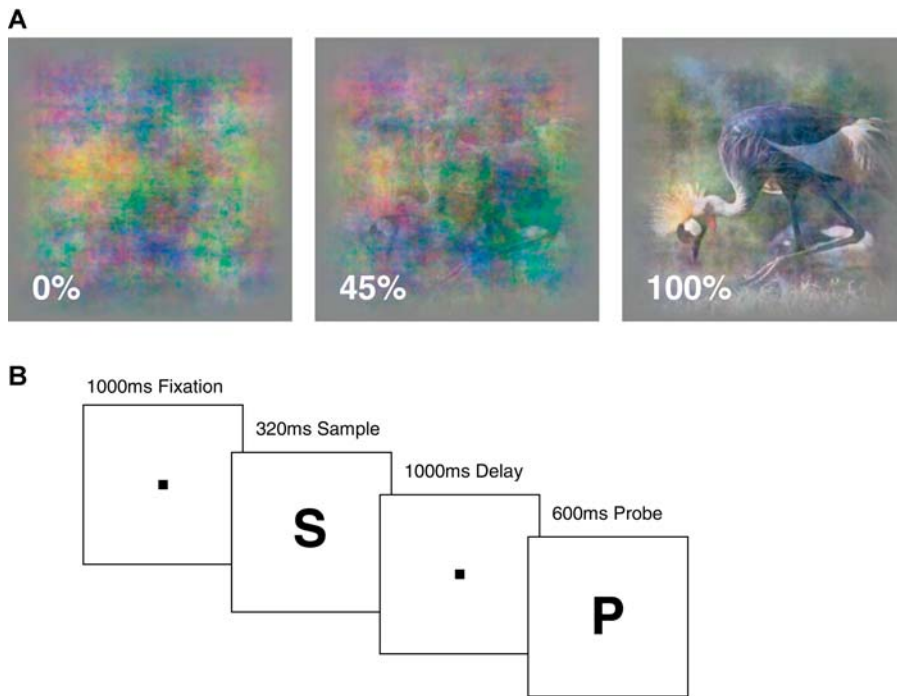 A
0%
45%
100%
B
1000ms Fixation
320ms Sample
S
1000ms Delay
600ms Probe
P